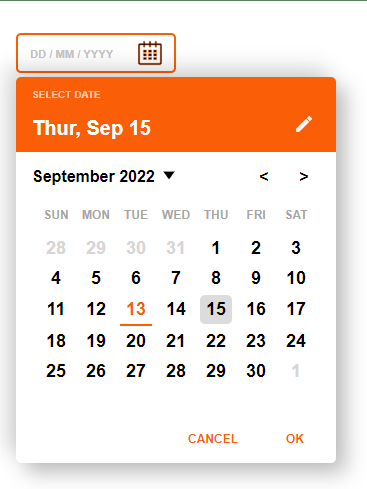 DD / MM / YYYY
SELECT DATE
Thur, Sep 15
September 2022 < >
SUN MON TUE WED THU FRI SAT
28 29 30 31 1 2 3
4 5 6 7 8 9 10
11 12 13 14 15 16 17
18 19 20 21 22 23 24
25 26 27 28 29 30 1
CANCEL OK